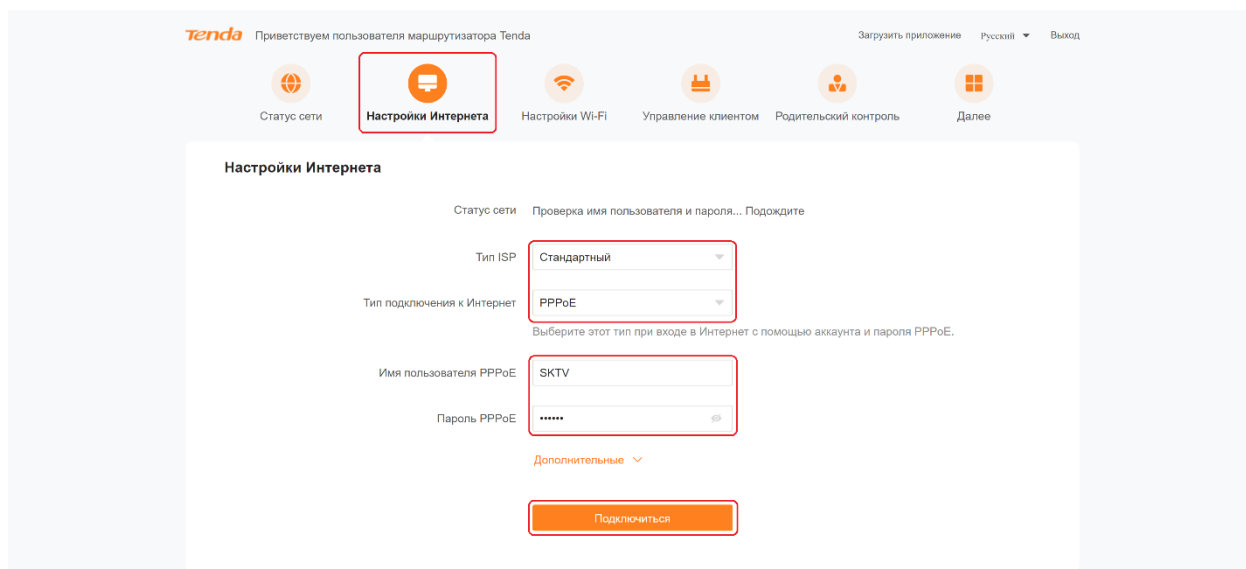 Tenda Приветствуем пользователя маршрутизатора Tenda Загрузить приложение Русский Выход
Статус сети Настройки Интернета Настройки Wi-Fi Управление клиентом Родительский контроль Далее
Настройки Интернета
Статус сети Проверка имя пользователя и пароля... Подождите
Тип ISP Стандартный
Тип подключения к Интернет PPPoE
Выберите этот тип при входе в Интернет с помощью аккаунта и пароля PPPoE.
Имя пользователя PPPoE SKTV
Пароль PPPoE ••••••
Дополнительные
Подключиться